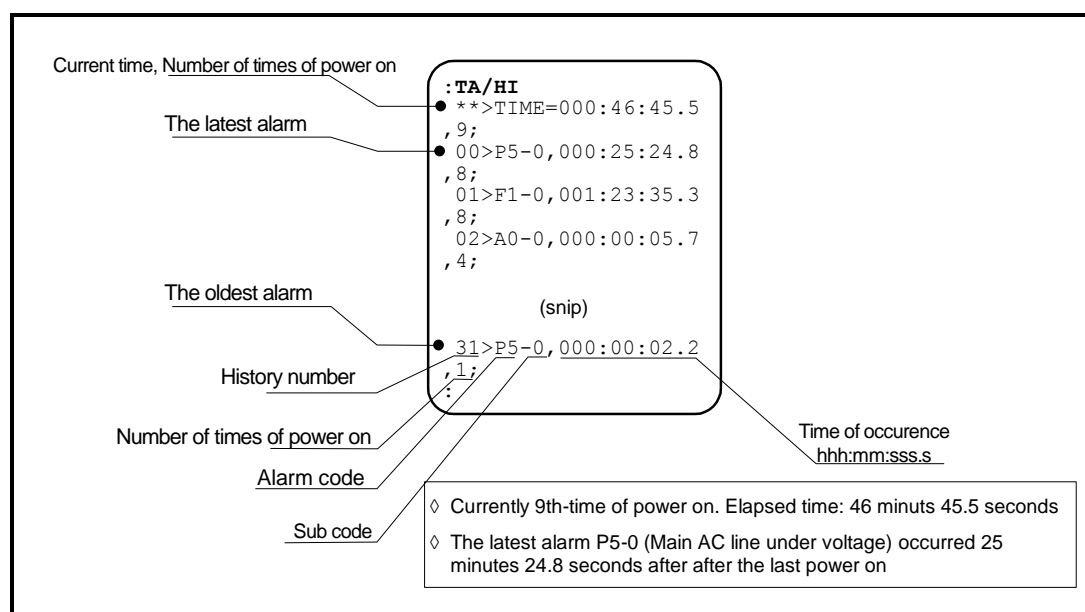 Current time, Number of times of power on
The latest alarm
The oldest alarm
History number
Number of times of power on
Alarm code
Sub code
:TA/HI
**>TIME=000:46:45.5
,9;
00>P5-0,000:25:24.8
,8;
01>F1-0,001:23:35.3
,8;
02>A0-0,000:00:05.7
,4;
(snip)
31>P5-0,000:00:02.2
,1;
:
Time of occurence
hhh:mm:sss.s
◊ Currently 9th-time of power on. Elapsed time: 46 minuts 45.5 seconds
◊ The latest alarm P5-0 (Main AC line under voltage) occurred 25
minutes 24.8 seconds after after the last power on